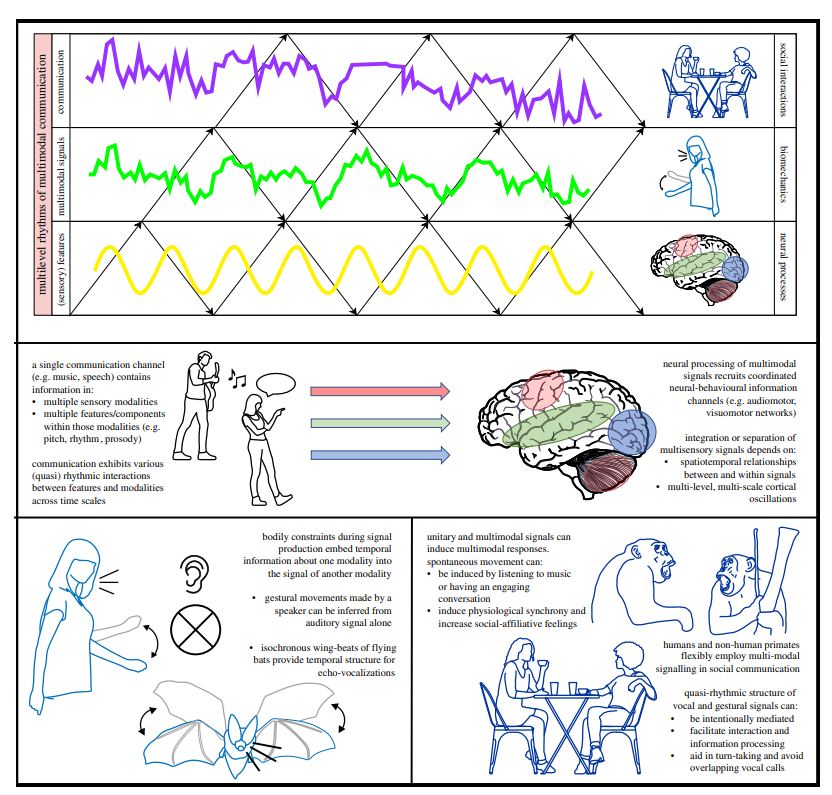 multilevel rhythms of multimodal communication
communication
social interactions
multimodal signals
biomechanics
(sensory) features
neural processes
a single communication channel
(e.g. music, speech) contains
information in:
• multiple sensory modalities
• multiple features/components
within those modalities (e.g.
pitch, rhythm, prosody)
communication exhibits various
(quasi) rhythmic interactions
between features and modalities
across time scales
neural processing of multimodal
signals recruits coordinated
neural-behavioural information
channels (e.g. audiomotor,
visuomotor networks)
integration or separation of
multisensory signals depends on:
• spatiotemporal relationships
between and within signals
• multi-level, multi-scale cortical
oscillations
bodily constraints during signal
production embed temporal
information about one modality into
the signal of another modality
• gestural movements made by a
speaker can be inferred from
auditory signal alone
• isochronous wing-beats of flying
bats provide temporal structure for
echo-vocalizations
unitary and multimodal signals can
induce multimodal responses.
spontaneous movement can:
• be induced by listening to music
or having an engaging
conversation
• induce physiological synchrony and
increase social-affiliative feelings
humans and non-human primates
flexibly employ multi-modal
signalling in social communication
quasi-rhythmic structure of
vocal and gestural signals can:
• be intentionally mediated
• facilitate interaction and
information processing
• aid in turn-taking and avoid
overlapping vocal calls